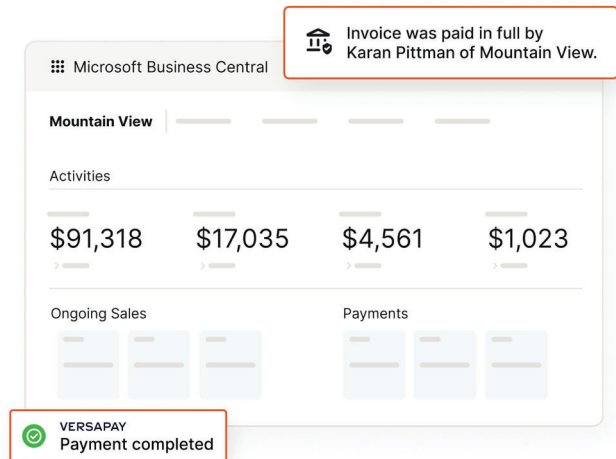 Invoice was paid in full by
Karan Pittman of Mountain View.
Microsoft Business Central
Mountain View
Activities
$91,318 $17,035 $4,561 $1,023
Ongoing Sales Payments
VERSAPAY
Payment completed